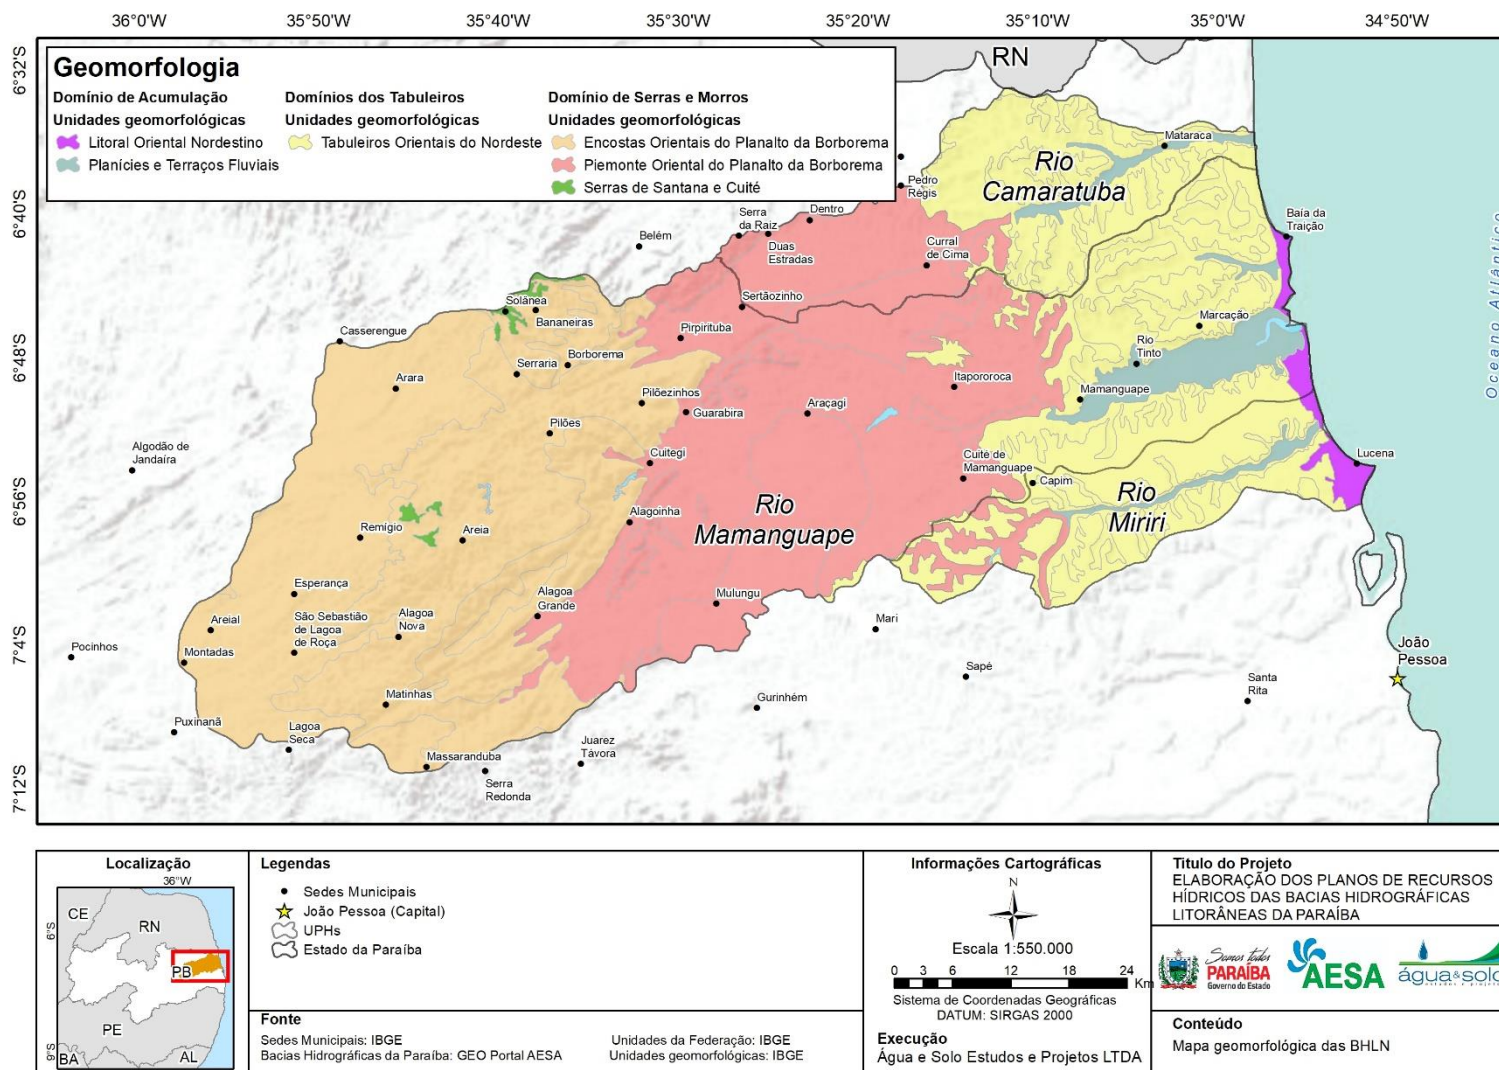 36°0'W 35°50'W 35°40'W 35°30'W 35°20'W 35°10'W 35°0'W 34°50'W
6°32'S
6°40'S
6°48'S
6°56'S
7°4'S
7°12'S
Geomorfologia
Domínio de Acumulação
Unidades geomorfológicas
Litoral Oriental Nordestino
Planícies e Terraços Fluviais
Domínios dos Tabuleiros
Unidades geomorfológicas
Tabuleiros Orientais do Nordeste
Domínio de Serras e Morros
Unidades geomorfológicas
Encostas Orientais do Planalto da Borborema
Piemonte Oriental do Planalto da Borborema
Serras de Santana e Cuité
RN
Mataraca
Rio
Camaratuba
Pedro
Régis
Dentro
Serra
da Raiz
Duas
Estradas
Belém
Curral
de Cima
Baía da
Traição
Oceano Atlântico
Solânea
Bananeiras
Sertãozinho
Casserengue
Pirpirituba
Marcação
Rio
Tinto
Borborema
Serraria
Arara
Itapororoca
Mamanguape
Pilõezinhos
Guarabira
Araçagi
Pilões
Algodão de
Jandaíra
Cuitegi
Cuité de
Mamanguape
Capim
Lucena
Rio
Mamanguape
Rio
Miriri
Alagoinha
Remígio
Areia
Esperança
Alagoa
Grande
Mulungu
Areial
São Sebastião
de Lagoa
de Roça
Alagoa
Nova
Mari
Pocinhos
Montadas
João
Pessoa
Sapé
Santa
Rita
Matinhas
Gurinhém
Puxinanã
Lagoa
Seca
Juarez
Távora
Massaranduba
Serra
Redonda
Localização
36°W
6°S
9°S
CE
RN
PB
PE
BA
AL
Legendas
Sedes Municipais
João Pessoa (Capital)
UPHs
Estado da Paraíba
Fonte
Sedes Municipais: IBGE
Bacias Hidrográficas da Paraíba: GEO Portal AESA
Unidades da Federação: IBGE
Unidades geomorfológicas: IBGE
Informações Cartográficas
N
Escala 1:550.000
0 3 6 12 18 24
Km
Sistema de Coordenadas Geográficas
DATUM: SIRGAS 2000
Execução
Água e Solo Estudos e Projetos LTDA
Titulo do Projeto
ELABORAÇÃO DOS PLANOS DE RECURSOS
HÍDRICOS DAS BACIAS HIDROGRÁFICAS
LITORÂNEAS DA PARAÍBA
Somos todos
PARAÍBA
Governo do Estado
AESA
água&solo
estudos e projetos
Conteúdo
Mapa geomorfológica das BHLN